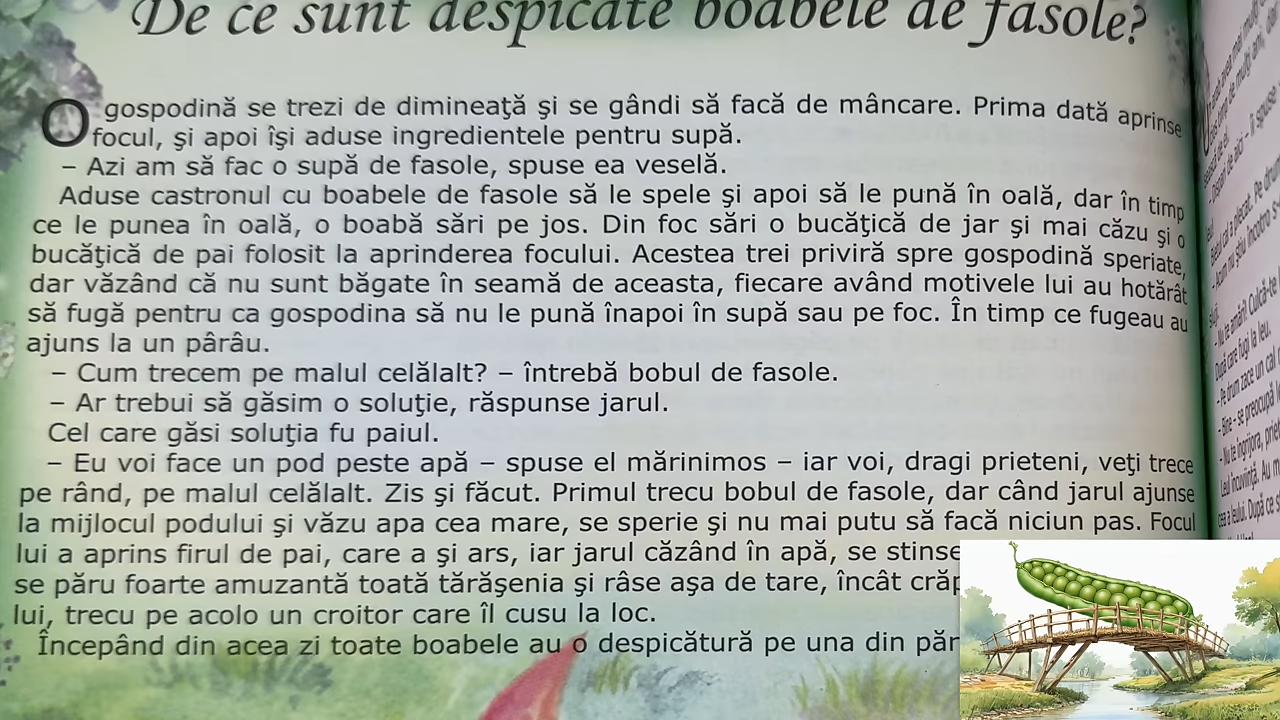 De ce sunt despicate boabele de fasole?
O gospodină se trezi de dimineaţă şi se gândi să facă de mâncare. Prima dată aprinse
focul, şi apoi îşi aduse ingredientele pentru supă.
– Azi am să fac o supă de fasole, spuse ea veselă.
Aduse castronul cu boabele de fasole să le spele şi apoi să le pună în oală, dar în timp
ce le punea în oală, o boabă sări pe jos. Din foc sări o bucăţică de jar şi mai căzu şi o
bucăţică de pai folosit la aprinderea focului. Acestea trei priviră spre gospodină speriate,
dar văzând că nu sunt băgate în seamă de aceasta, fiecare având motivele lui au hotărât
să fugă pentru ca gospodina să nu le pună înapoi în supă sau pe foc. În timp ce fugeau au
ajuns la un pârâu.
– Cum trecem pe malul celălalt? – întrebă bobul de fasole.
– Ar trebui să găsim o soluţie, răspunse jarul.
Cel care găsi soluţia fu paiul.
– Eu voi face un pod peste apă – spuse el mărinimos – iar voi, dragi prieteni, veţi trece
pe rând, pe malul celălalt. Zis şi făcut. Primul trecu bobul de fasole, dar când jarul ajunse
la mijlocul podului şi văzu apa cea mare, se sperie şi nu mai putu să facă niciun pas. Focul
lui a aprins firul de pai, care a şi ars, iar jarul căzând în apă, se stinse
se păru foarte amuzantă toată tărăşenia şi râse aşa de tare, încât
lui, trecu pe acolo un croitor care îl cusu la loc.
Începând din acea zi toate boabele au o despicătură pe una din